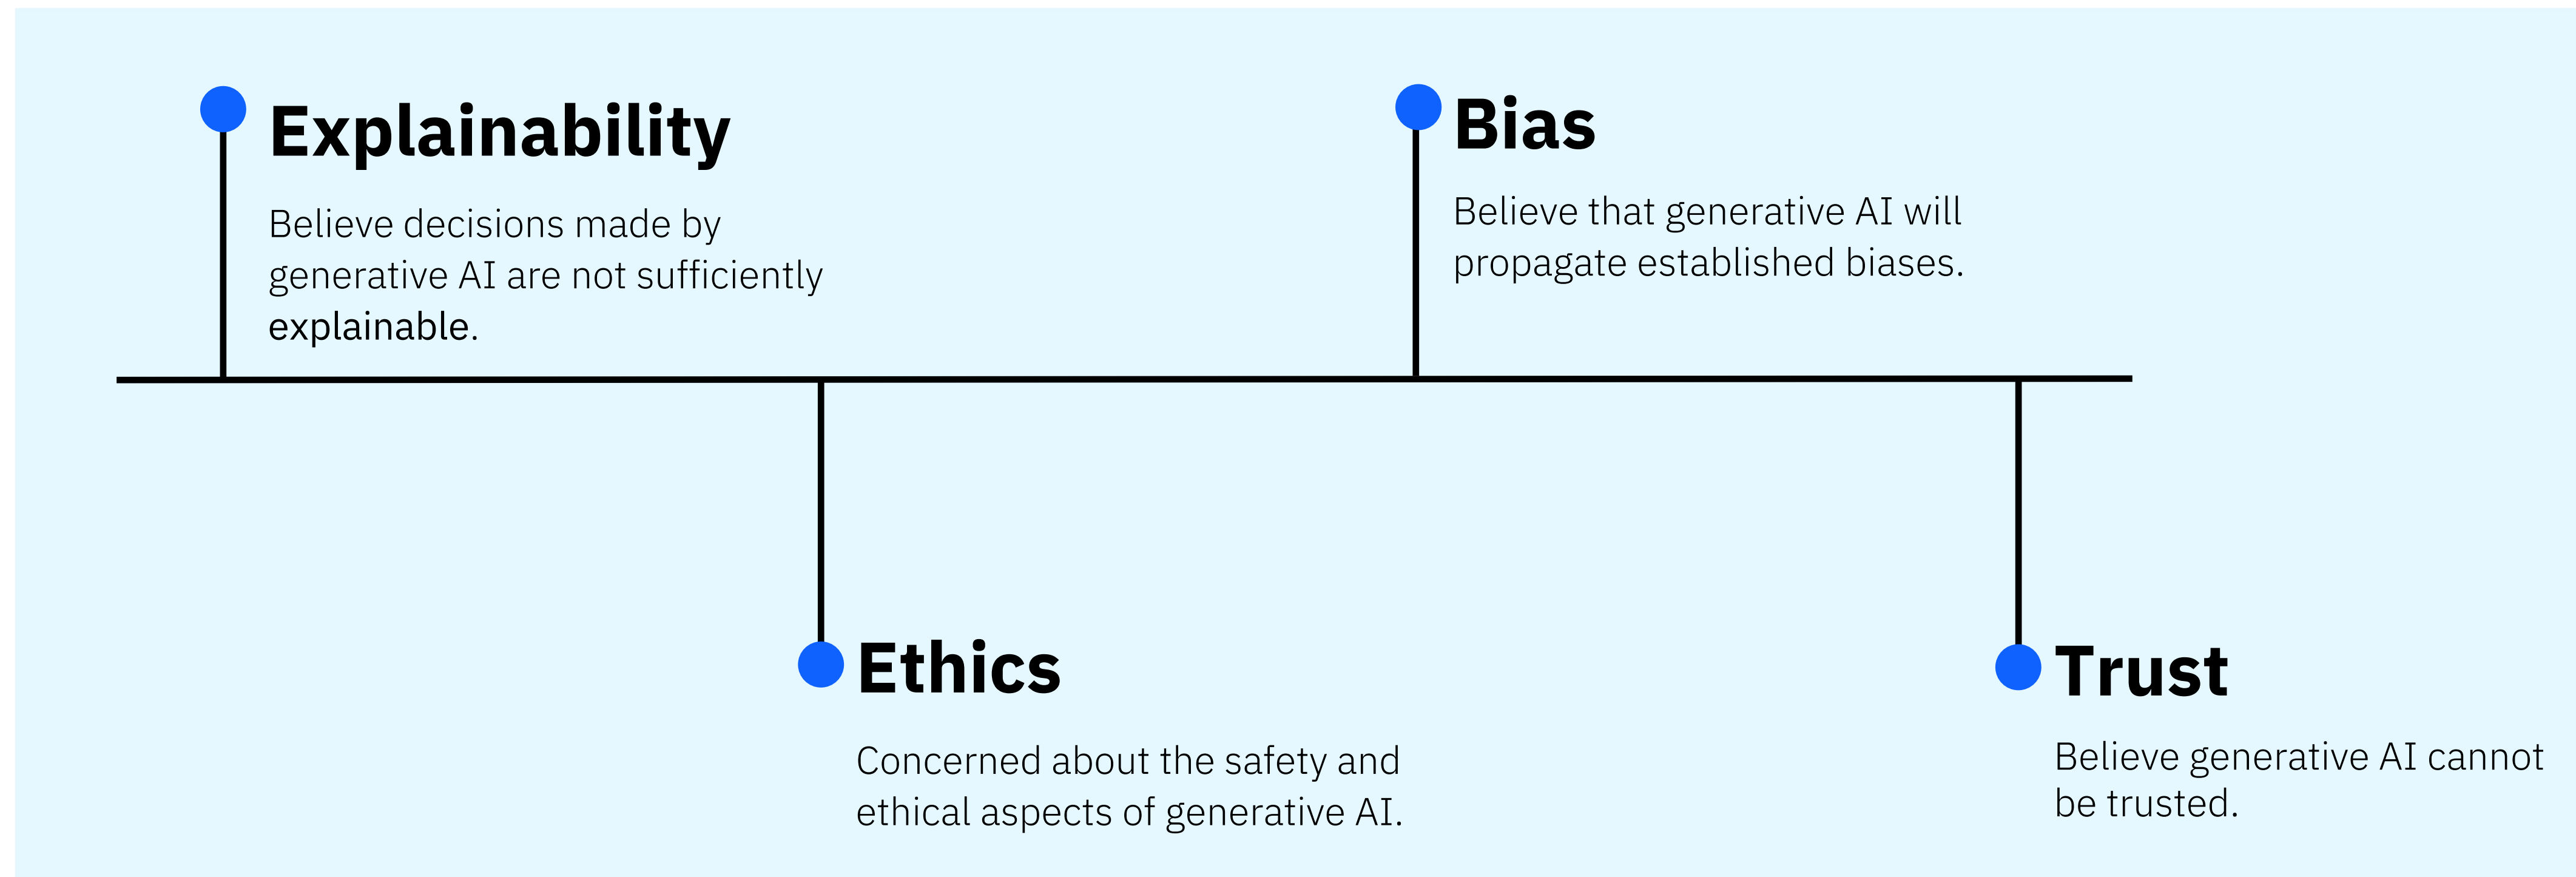 Explainability
Believe decisions made by
generative AI are not sufficiently
explainable.
Ethics
Concerned about the safety and
ethical aspects of generative AI.
Bias
Believe that generative AI will
propagate established biases.
Trust
Believe generative AI cannot
be trusted.